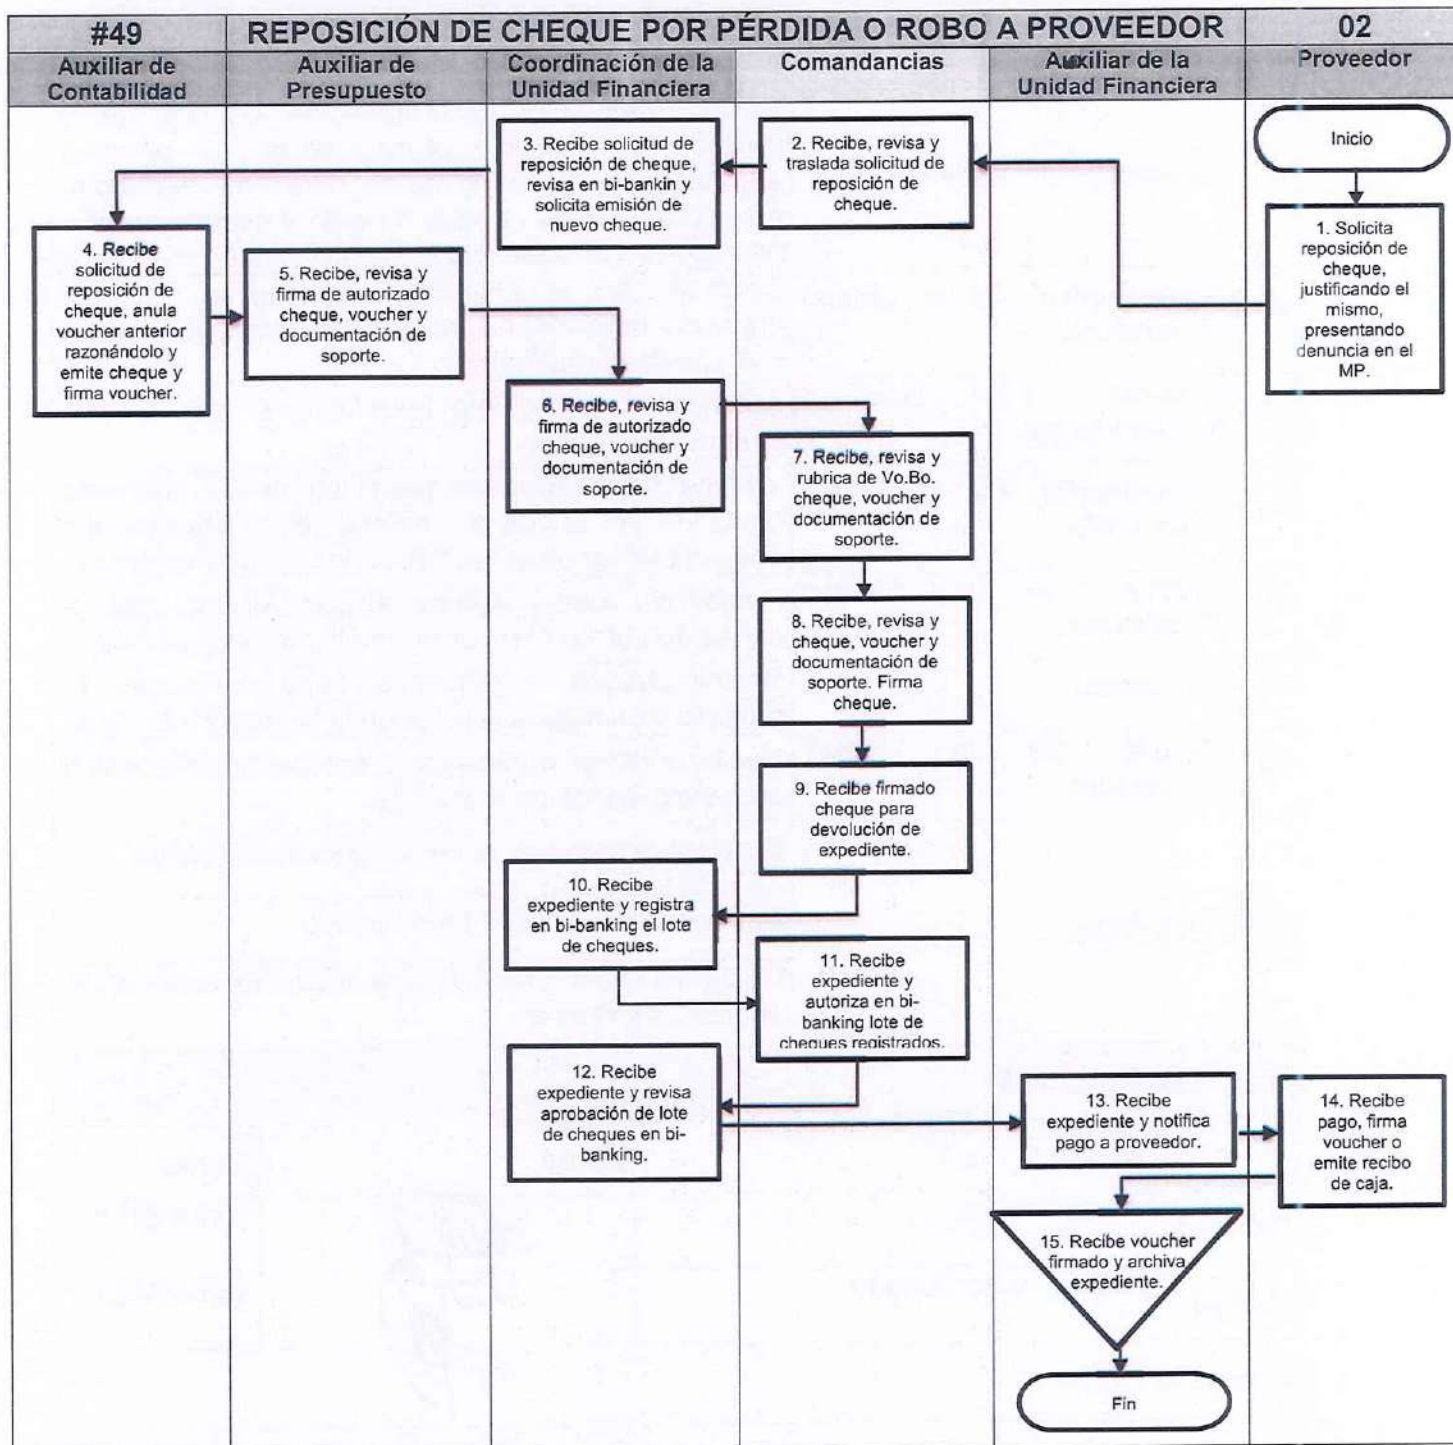 #49 REPOSICIÓN DE CHEQUE POR PÉRDIDA O ROBO A PROVEEDOR 02
Auxiliar de
Contabilidad
Auxiliar de
Presupuesto
Coordinación de la
Unidad Financiera
Comandancias
Auxiliar de la
Unidad Financiera
Proveedor
Inicio
1. Solicita
reposición de
cheque,
justificando el
mismo,
presentando
denuncia en el
MP.
2. Recibe, revisa y
traslada solicitud de
reposición de
cheque.
3. Recibe solicitud de
reposición de cheque,
revisa en bi-bankin y
solicita emisión de
nuevo cheque.
4. Recibe
solicitud de
reposición de
cheque, anula
voucher anterior
razonándolo y
emite cheque y
firma voucher.
5. Recibe, revisa y
firma de autorizado
cheque, voucher y
documentación de
soporte.
6. Recibe, revisa y
firma de autorizado
cheque, voucher y
documentación de
soporte.
7. Recibe, revisa y
rubrica de Vo.Bo.
cheque, voucher y
documentación de
soporte.
8. Recibe, revisa y
cheque, voucher y
documentación de
soporte. Firma
cheque.
9. Recibe firmado
cheque para
devolución de
expediente.
10. Recibe
expediente y registra
en bi-banking el lote
de cheques.
11. Recibe
expediente y
autoriza en bi-
banking lote de
cheques registrados.
12. Recibe
expediente y revisa
aprobación de lote
de cheques en bi-
banking.
13. Recibe
expediente y notifica
pago a proveedor.
14. Recibe
pago, firma
voucher o
emite recibo
de caja.
15. Recibe voucher
firmado y archiva
expediente.
Fin